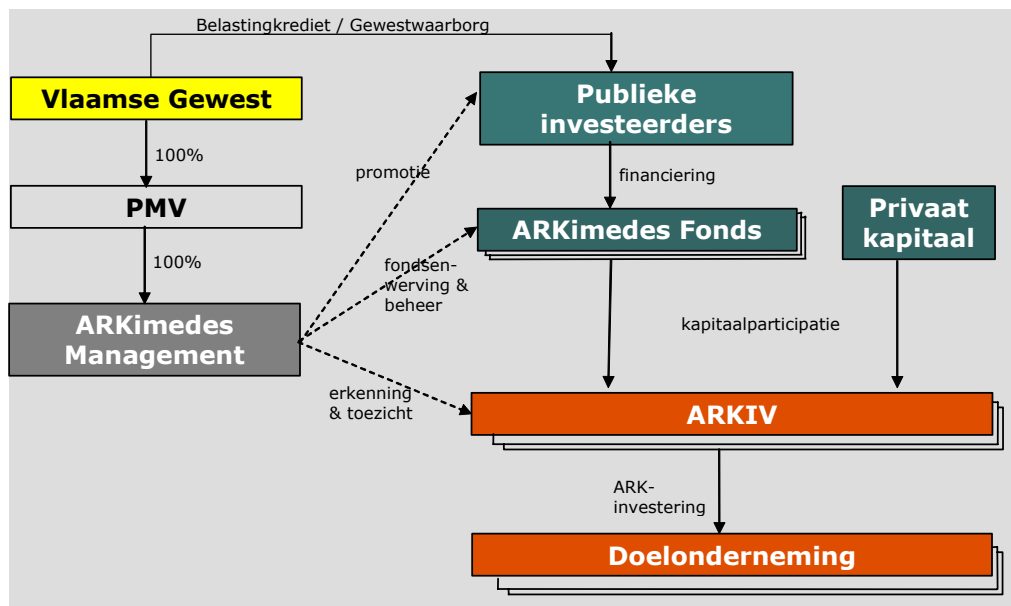 Belastingkrediet / Gewestwaarborg
Vlaamse Gewest
Publieke
investeerders
100%
promotie
financiering
PMV
ARKimedes Fonds
Privaat
kapitaal
100%
fondsen-
werving &
beheer
ARKimedes
Management
kapitaalparticipatie
erkenning
& toezicht
ARKIV
ARK-
investering
Doelonderneming